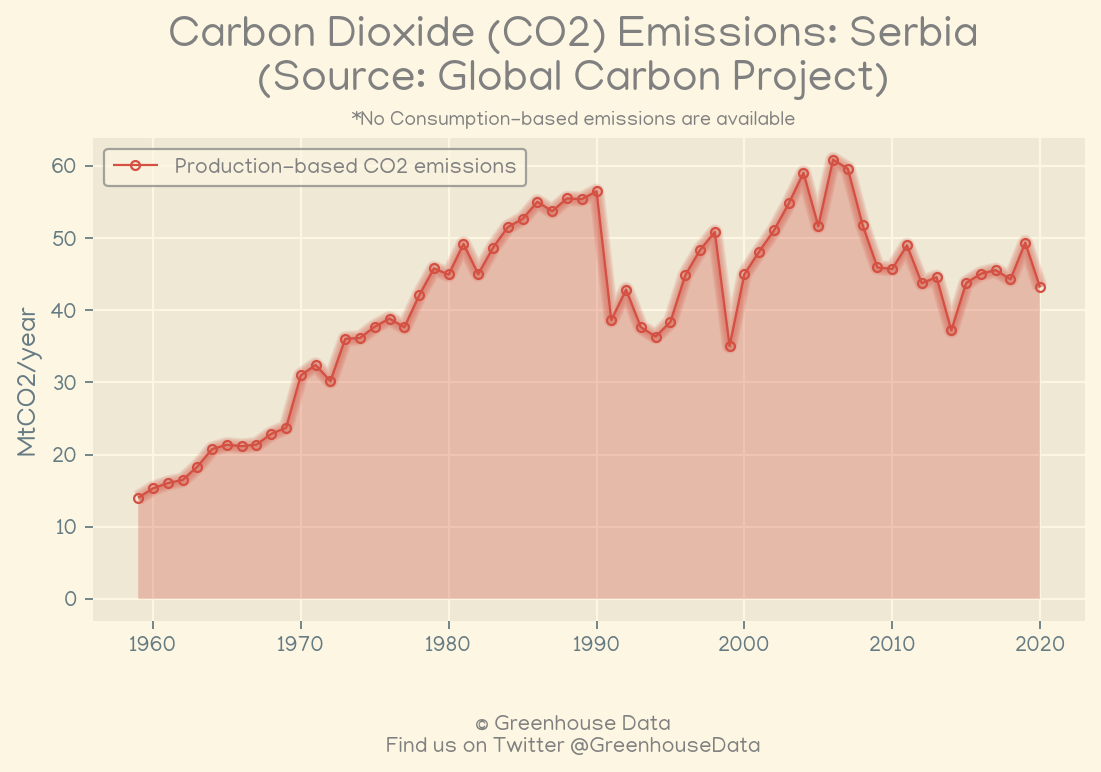 Carbon Dioxide (CO2) Emissions: Serbia
(Source: Global Carbon Project)
*No Consumption-based emissions are available
Production-based CO2 emissions
MtCO2/year
60
50
40
30
20
10
0
1960 1970 1980 1990 2000 2010 2020
© Greenhouse Data
Find us on Twitter @GreenhouseData